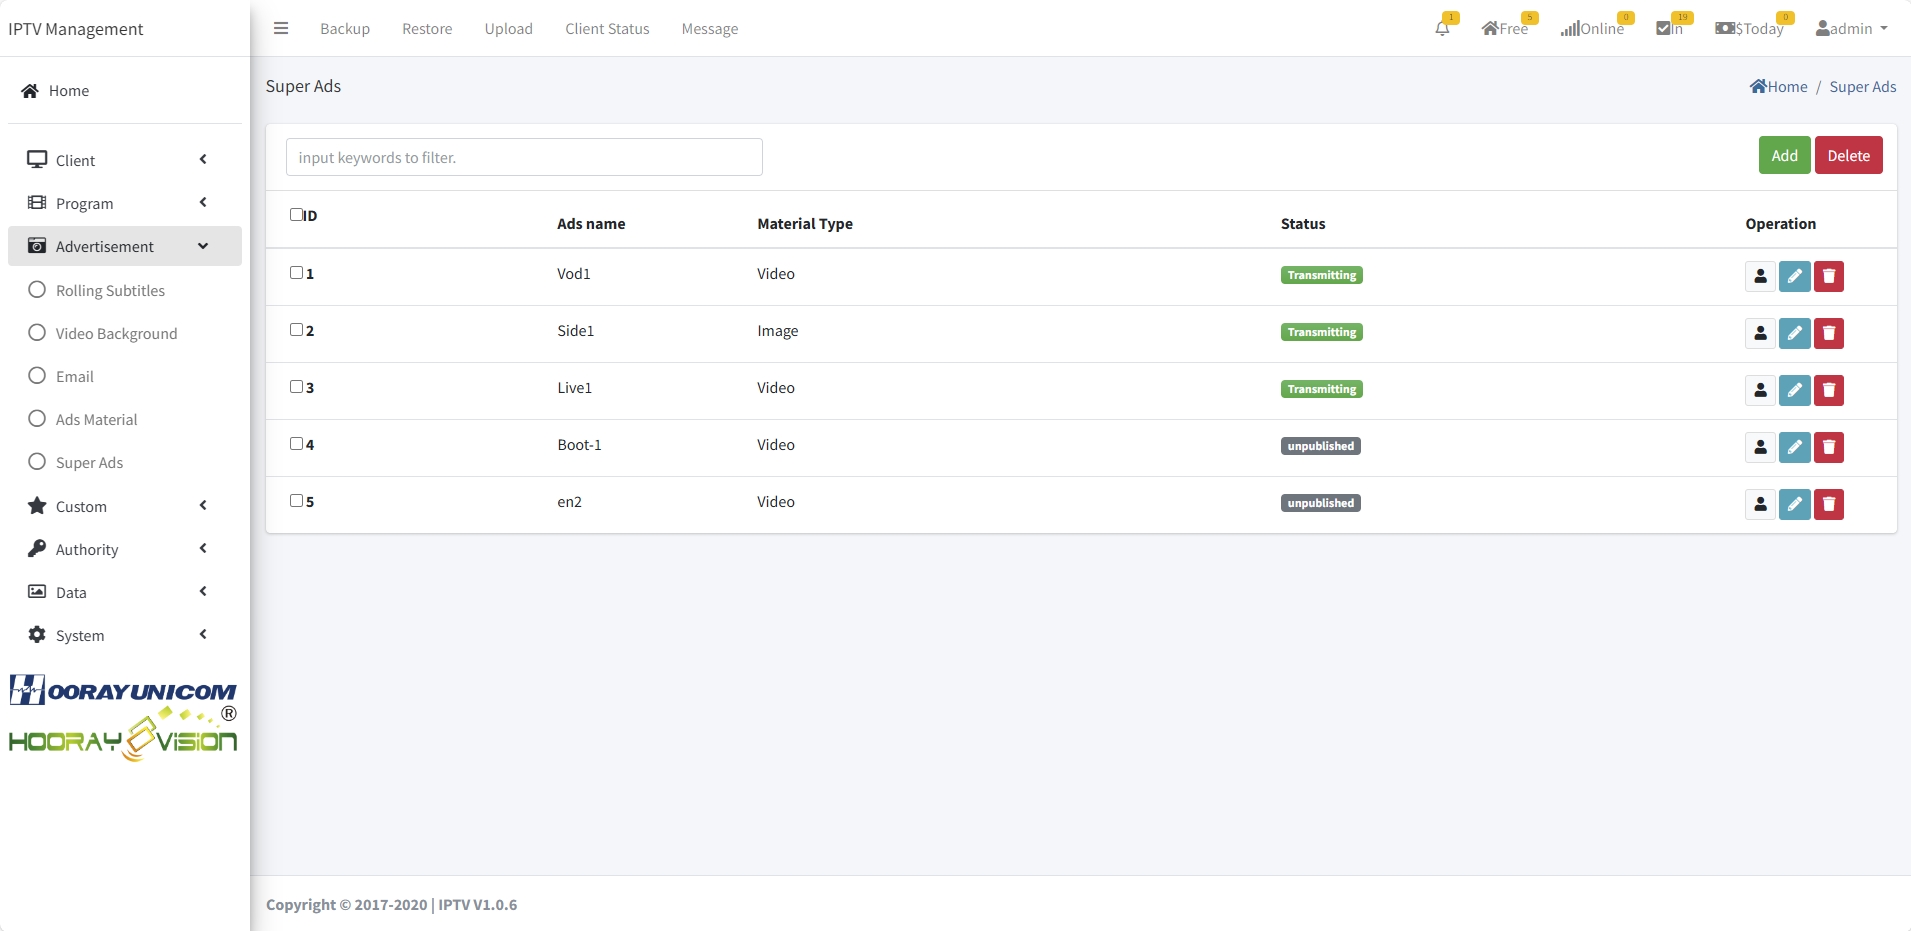 IPTV Management
Backup Restore Upload Client Status Message
1 Free 5 Online 0 In 19 $Today 0 admin
Home
Client
Program
Advertisement
Rolling Subtitles
Video Background
Email
Ads Material
Super Ads
Custom
Authority
Data
System
HOORAY UNICOM
HOORAY VISION ®
Super Ads
Home / Super Ads
input keywords to filter.
Add Delete
ID Ads name Material Type Status Operation
1 Vod1 Video Transmitting
2 Side1 Image Transmitting
3 Live1 Video Transmitting
4 Boot-1 Video unpublished
5 en2 Video unpublished
Copyright © 2017-2020 | IPTV V1.0.6